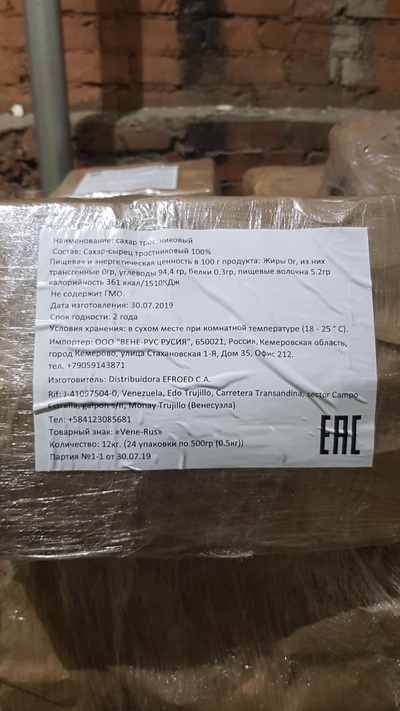 Наименование: сахар тростниковый
Состав: Сахар-сырец тростниковый 100%
Пищевая и энергетическая ценность в 100 г продукта: Жиры 0г, из них
трансгенные 0гр, углеводы 94,4 гр, белки 0.3гр, пищевые волокна 5.2гр
калорийность 361 ккал/1510КДж
Не содержит ГМО.
Дата изготовления: 30.07.2019
Срок годности: 2 года
Условия хранения: в сухом месте при комнатной температуре (18 - 25 ° С).
Импортер: ООО "ВЕНЕ-РУС РУСИЯ", 650021, Россия, Кемеровская область,
город Кемерово, улица Стахановская 1-Я, Дом 35, Офис 212.
тел. +79059143871
Изготовитель: Distribuidora EFROED C.A.
Rif: J-41097504-0, Venezuela, Edo Trujillo, Carretera Transandina, sector Campo
Estrella, galpon s/n, Monay Trujillo (Венесуэла)
Тел: +584123085681
Товарный знак: «Vene-Rus»
Количество: 12кг. (24 упаковки по 500гр (0.5кг))
Партия №1-1 от 30.07.19
EAC